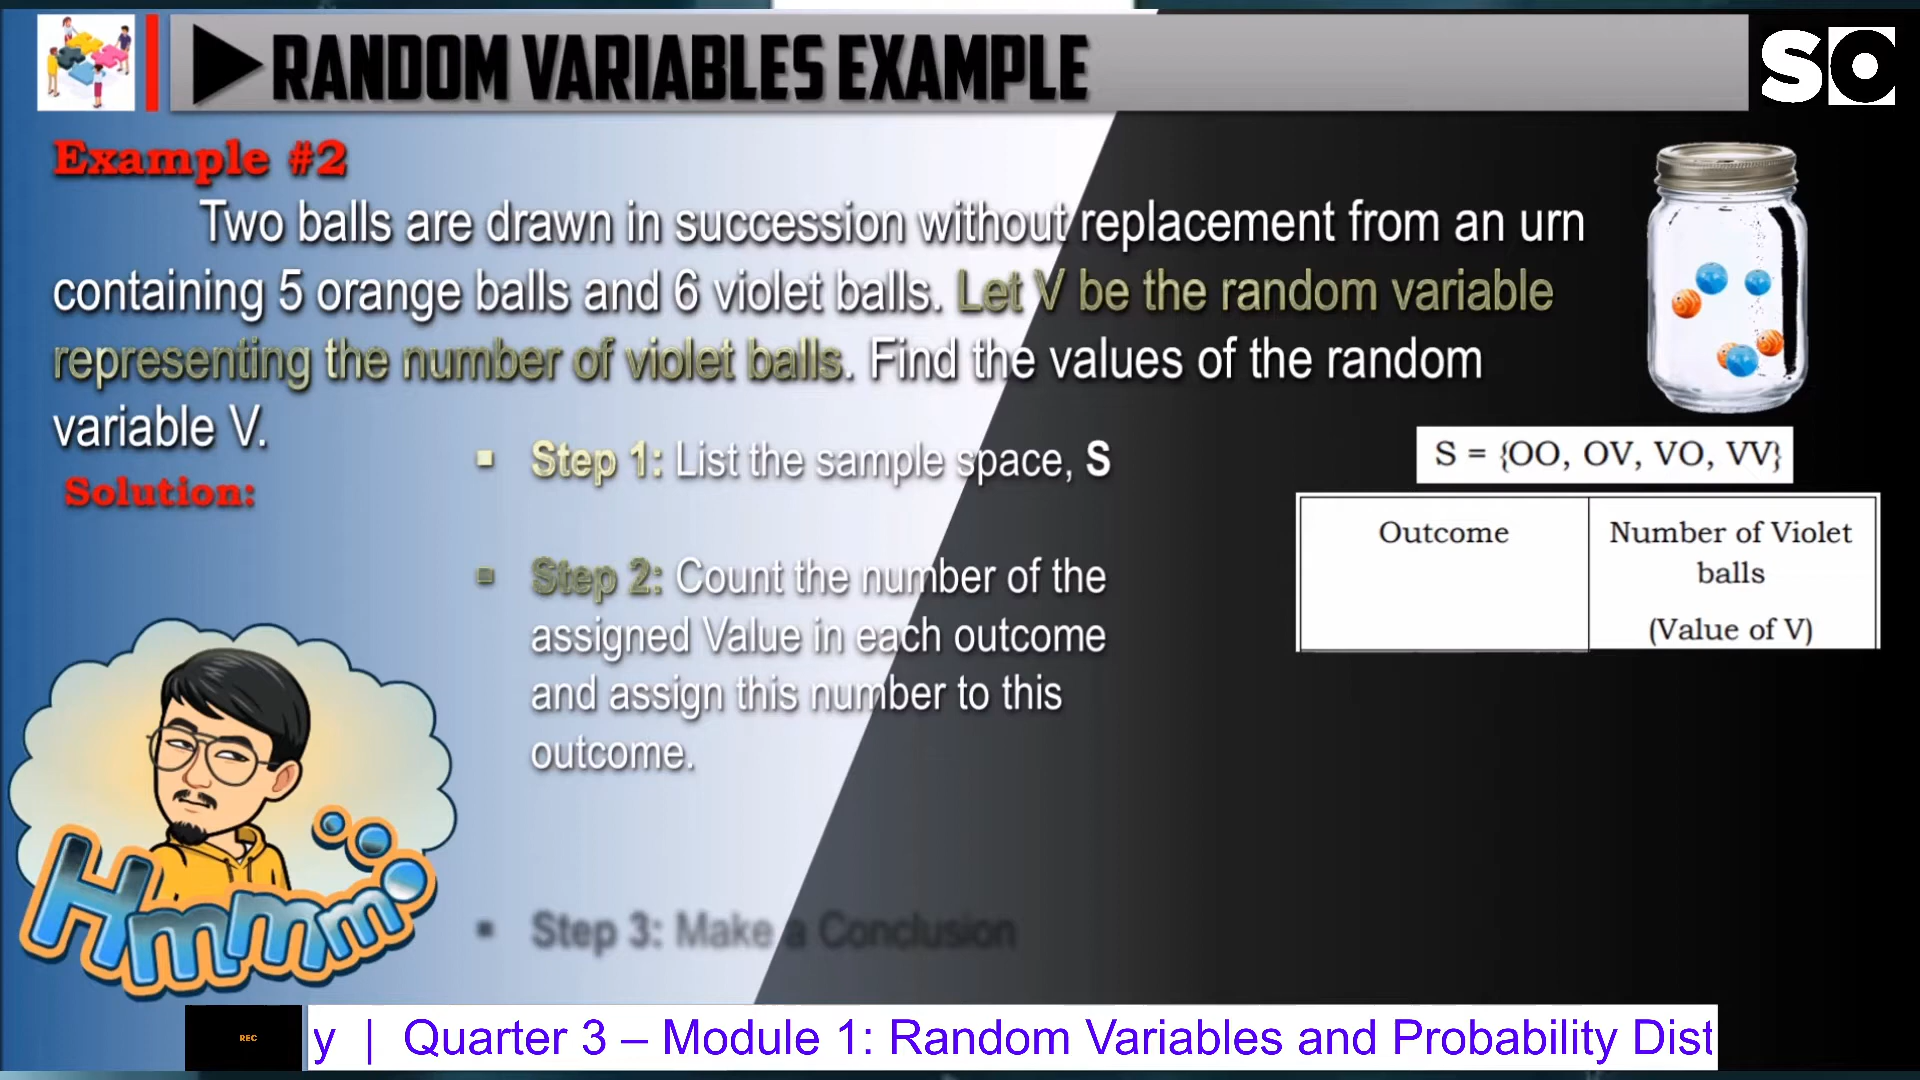 RANDOM VARIABLES EXAMPLE
SC
Example #2
Two balls are drawn in succession without replacement from an urn
containing 5 orange balls and 6 violet balls. Let V be the random variable
representing the number of violet balls. Find the values of the random
variable V.
Solution:
▪ Step 1: List the sample space, S
▪ Step 2: Count the number of the
assigned Value in each outcome
and assign this number to this
outcome.
▪ Step 3: Make a Conclusion
S = {OO, OV, VO, VV}
Outcome
Number of Violet
balls
(Value of V)
Hmmm
REC
y | Quarter 3 – Module 1: Random Variables and Probability Dist